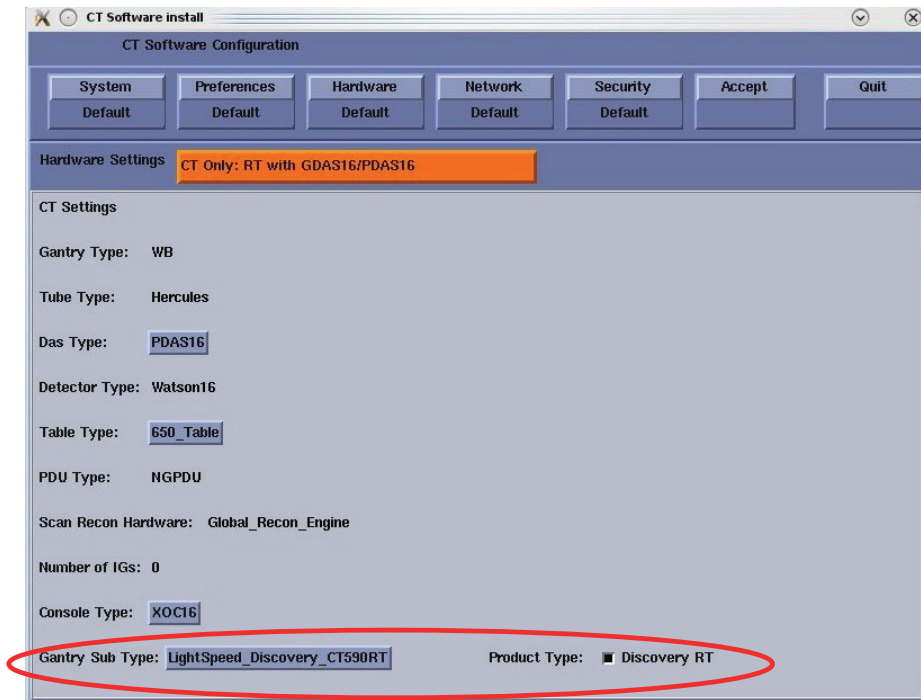 CT Software install
CT Software Configuration
System Preferences Hardware Network Security Accept Quit
Default Default Default Default Default
Hardware Settings CT Only: RT with GDAS16/PDAS16
CT Settings
Gantry Type: WB
Tube Type: Hercules
Das Type: PDAS16
Detector Type: Watson16
Table Type: 650_Table
PDU Type: NGPDU
Scan Recon Hardware: Global_Recon_Engine
Number of IGs: 0
Console Type: XOC16
Gantry Sub Type: LightSpeed_Discovery_CT590RT Product Type: Discovery RT